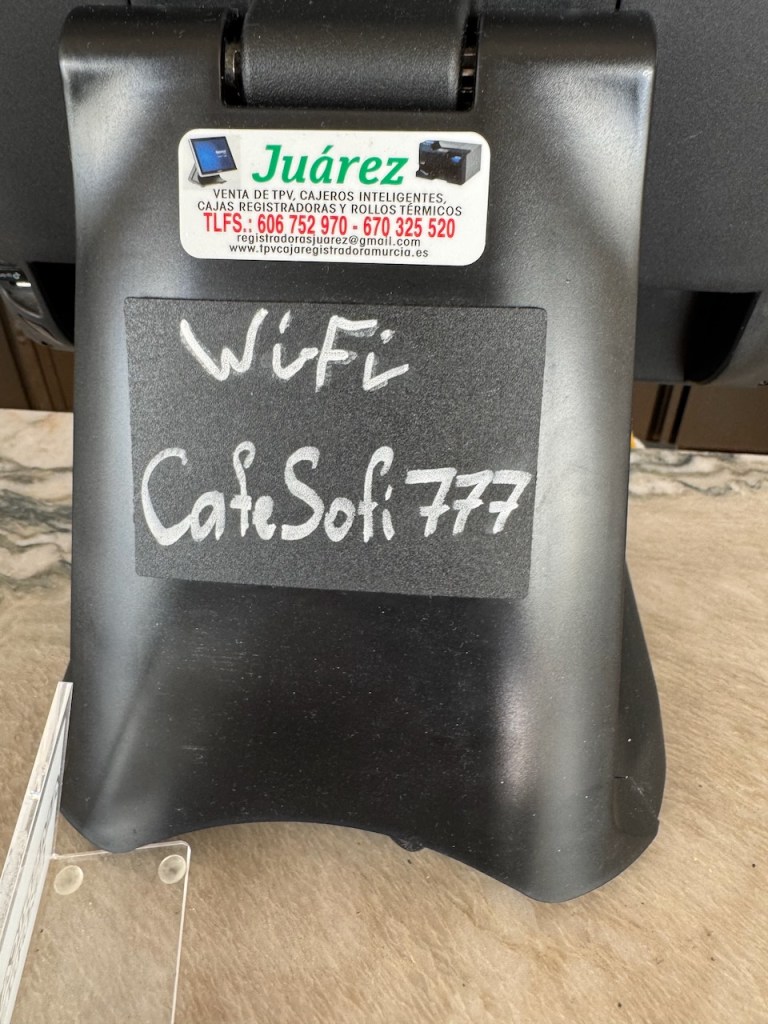 Juárez
VENTA DE TPV, CAJEROS INTELIGENTES,
CAJAS REGISTRADORAS Y ROLLOS TÉRMICOS
TLFS.: 606 752 970 - 670 325 520
registradorasjuarez@gmail.com
www.tpvcajaregistradoramurcia.es
WiFi
CafeSofi777